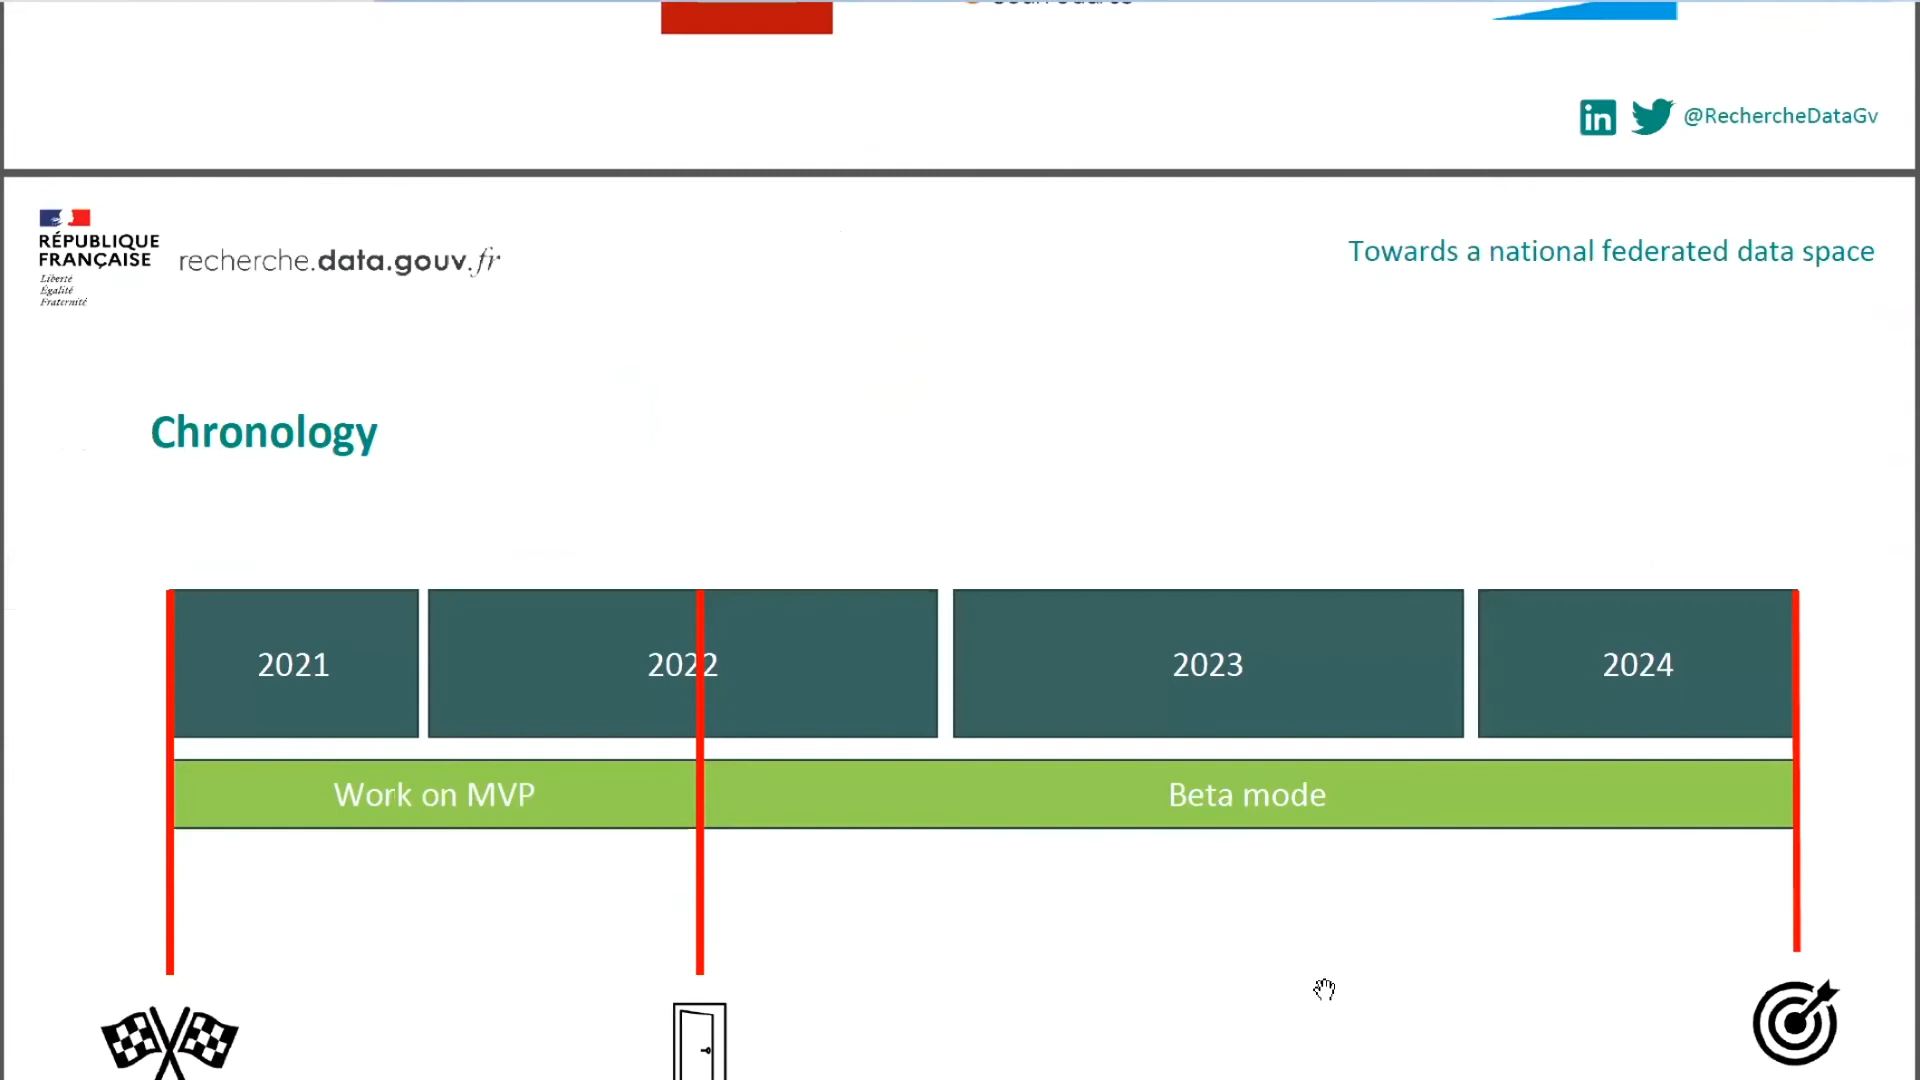 @RechercheDataGv
RÉPUBLIQUE
FRANÇAISE
Liberté
Égalité
Fraternité
recherche.data.gouv.fr
Towards a national federated data space
Chronology
2021
2022
2023
2024
Work on MVP
Beta mode